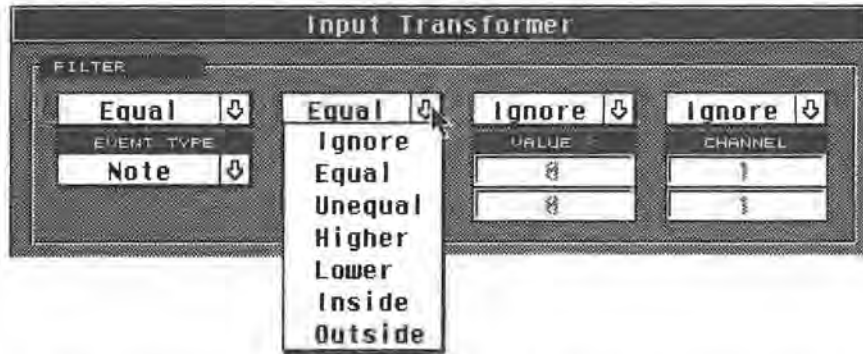 Input Transformer
FILTER
Equal Equal Ignore Ignore
EVENT TYPE VALUE CHANNEL
Note 0 1
0 1
Ignore
Equal
Unequal
Higher
Lower
Inside
Outside